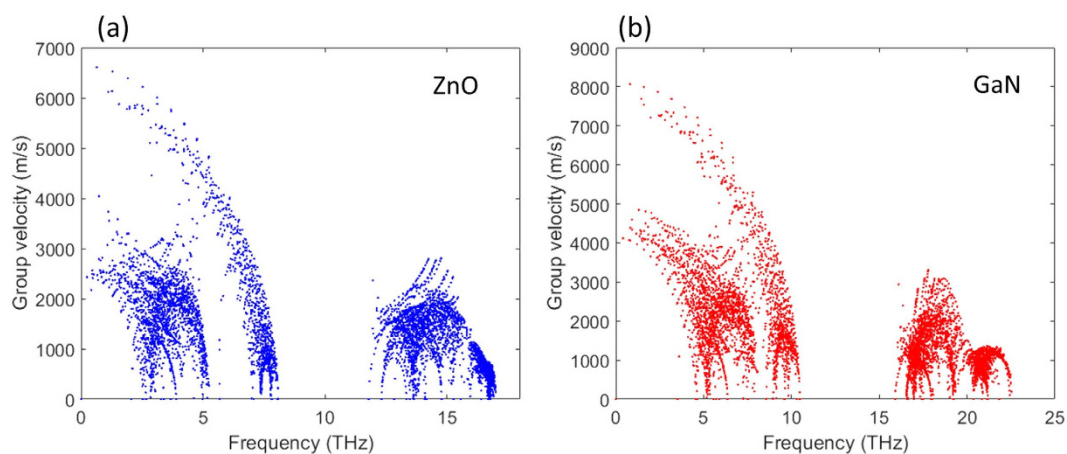 (a)
ZnO
Group velocity (m/s)
7000
6000
5000
4000
3000
2000
1000
0
0 5 10 15
Frequency (THz)
(b)
GaN
Group velocity (m/s)
9000
8000
7000
6000
5000
4000
3000
2000
1000
0
0 5 10 15 20 25
Frequency (THz)